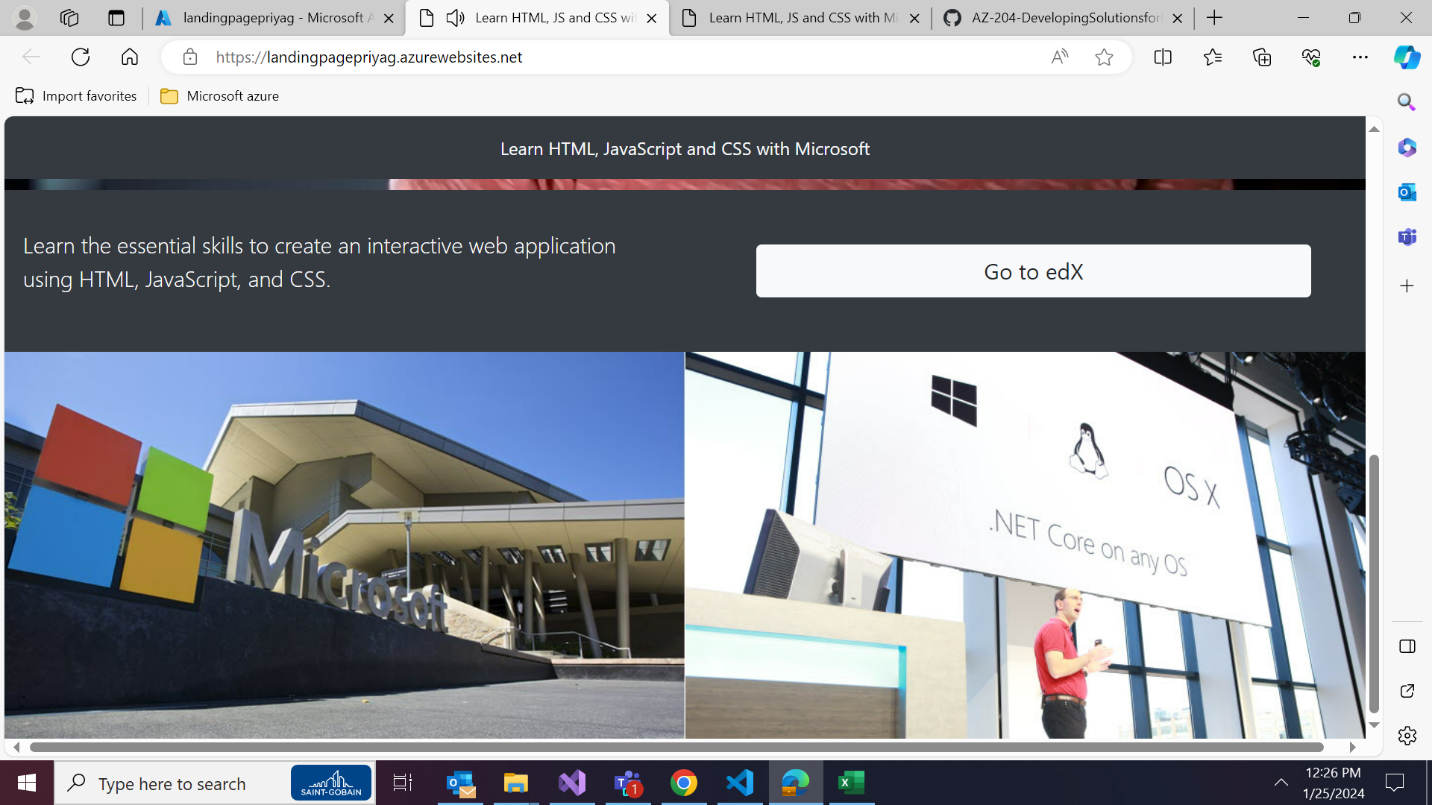 landingpagepriyag - Microsoft A
Learn HTML, JS and CSS wit
Learn HTML, JS and CSS with Mi
AZ-204-DevelopingSolutionsfor
https://landingpagepriyag.azurewebsites.net
Import favorites
Microsoft azure
Learn HTML, JavaScript and CSS with Microsoft
Learn the essential skills to create an interactive web application
using HTML, JavaScript, and CSS.
Go to edX
Microsoft
OS X
.NET Core on any OS
Type here to search
SAINT-GOBAIN
1
12:26 PM
1/25/2024